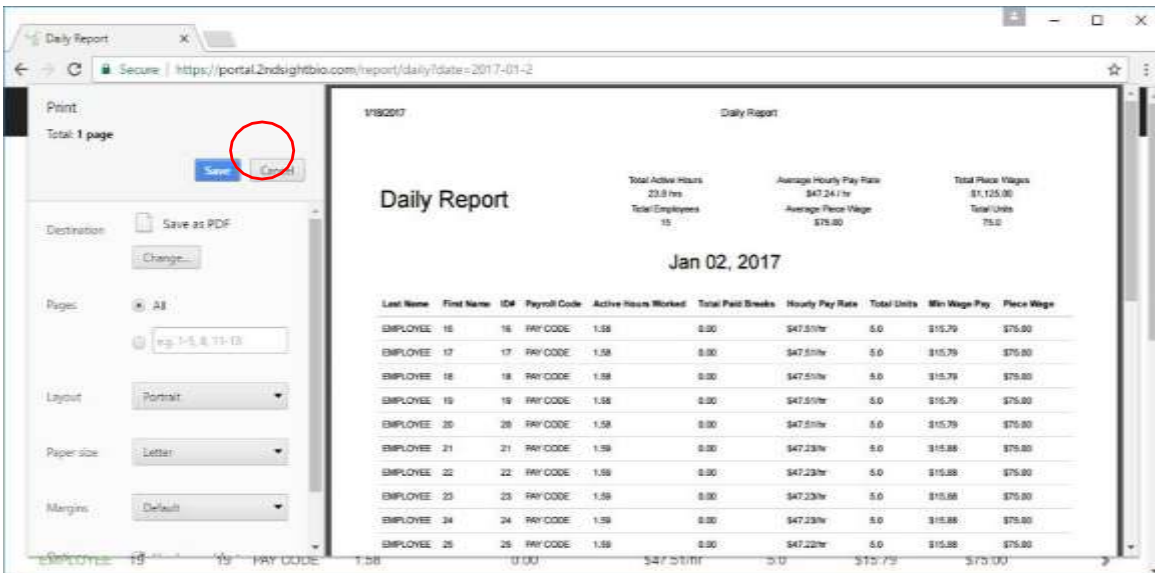 Daily Report
Secure | https://portal.2ndsightbio.com/report/daily?date=2017-01-2
Print
Total: 1 page
Save Cancel
Destination Save as PDF
Change...
Pages All
e.g. 1-5, 8, 11-13
Layout Portrait
Paper size Letter
Margins Default
1/18/2017 Daily Report
Daily Report
Total Active Hours Average Hourly Pay Rate Total Piece Wages
23.8 hrs $47.24 / hr $1,125.00
Total Employees Average Piece Wage Total Units
15 $75.00 75.0
Jan 02, 2017
Last Name First Name ID# Payroll Code Active Hours Worked Total Paid Breaks Hourly Pay Rate Total Units Min Wage Pay Piece Wage
EMPLOYEE 16 16 PAY CODE 1.58 0.00 $47.51/hr 5.0 $15.79 $75.00
EMPLOYEE 17 17 PAY CODE 1.58 0.00 $47.51/hr 5.0 $15.79 $75.00
EMPLOYEE 18 18 PAY CODE 1.58 0.00 $47.51/hr 5.0 $15.79 $75.00
EMPLOYEE 19 19 PAY CODE 1.58 0.00 $47.51/hr 5.0 $15.79 $75.00
EMPLOYEE 20 20 PAY CODE 1.58 0.00 $47.51/hr 5.0 $15.79 $75.00
EMPLOYEE 21 21 PAY CODE 1.59 0.00 $47.23/hr 5.0 $15.88 $75.00
EMPLOYEE 22 22 PAY CODE 1.59 0.00 $47.23/hr 5.0 $15.88 $75.00
EMPLOYEE 23 23 PAY CODE 1.59 0.00 $47.23/hr 5.0 $15.88 $75.00
EMPLOYEE 24 24 PAY CODE 1.59 0.00 $47.23/hr 5.0 $15.88 $75.00
EMPLOYEE 25 25 PAY CODE 1.59 0.00 $47.22/hr 5.0 $15.88 $75.00
EMPLOYEE 19 19 PAY CODE 1.58 0.00 $47.51/hr 5.0 $15.79 $75.00